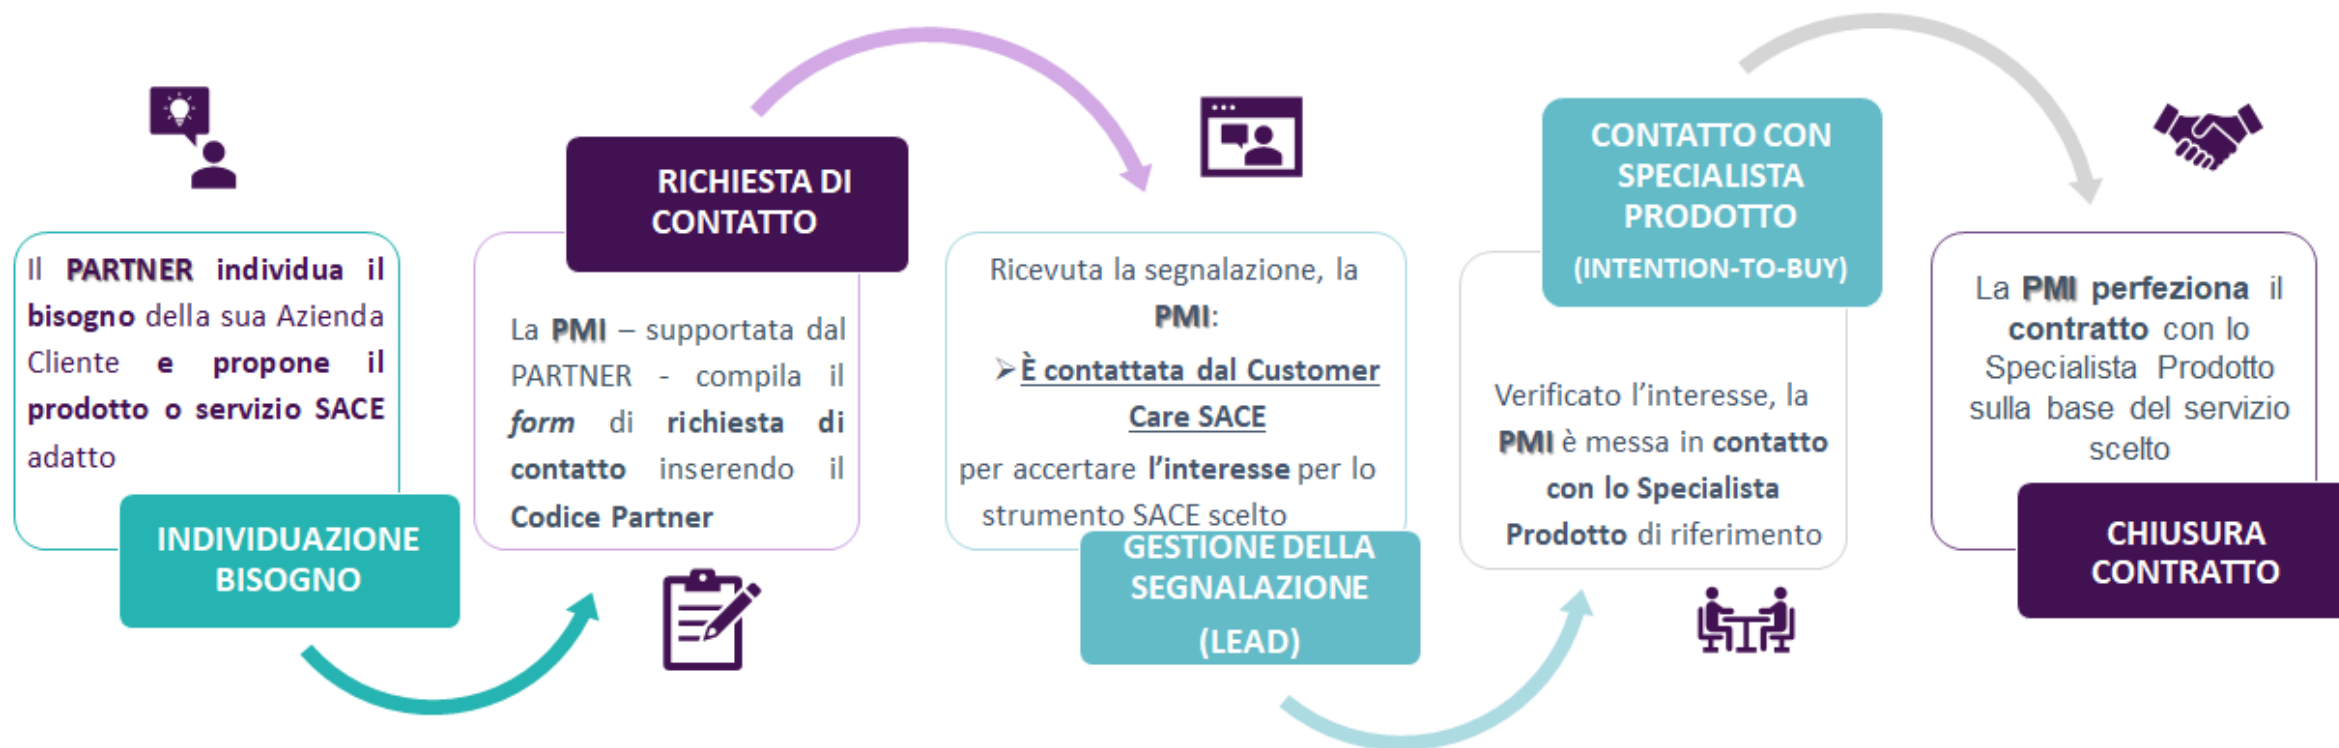 Il PARTNER individua il
bisogno della sua Azienda
Cliente e propone il
prodotto o servizio SACE
adatto
INDIVIDUAZIONE
BISOGNO
RICHIESTA DI
CONTATTO
La PMI – supportata dal
PARTNER - compila il
form di richiesta di
contatto inserendo il
Codice Partner
Ricevuta la segnalazione, la
PMI:
➢È contattata dal Customer
Care SACE
per accertare l’interesse per lo
strumento SACE scelto
GESTIONE DELLA
SEGNALAZIONE
(LEAD)
CONTATTO CON
SPECIALISTA
PRODOTTO
(INTENTION-TO-BUY)
Verificato l’interesse, la
PMI è messa in contatto
con lo Specialista
Prodotto di riferimento
La PMI perfeziona il
contratto con lo
Specialista Prodotto
sulla base del servizio
scelto
CHIUSURA
CONTRATTO